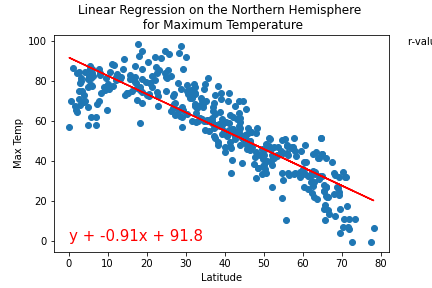 Linear Regression on the Northern Hemisphere
for Maximum Temperature
r-valu
100
80
60
40
20
0
Max Temp
y + -0.91x + 91.8
0 10 20 30 40 50 60 70 80
Latitude